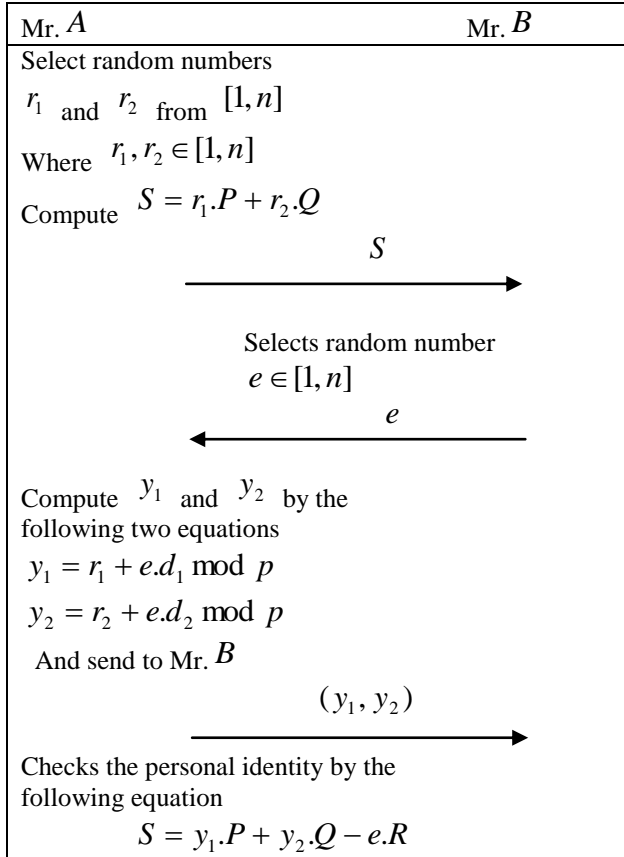 Mr. A Mr. B
Select random numbers
r₁ and r₂ from [1, n]
Where r₁, r₂ ∈ [1, n]
Compute S = r₁.P + r₂.Q
S
Selects random number
e ∈ [1, n]
e
Compute y₁ and y₂ by the
following two equations
y₁ = r₁ + e.d₁ mod p
y₂ = r₂ + e.d₂ mod p
And send to Mr. B
(y₁, y₂)
Checks the personal identity by the
following equation
S = y₁.P + y₂.Q − e.R